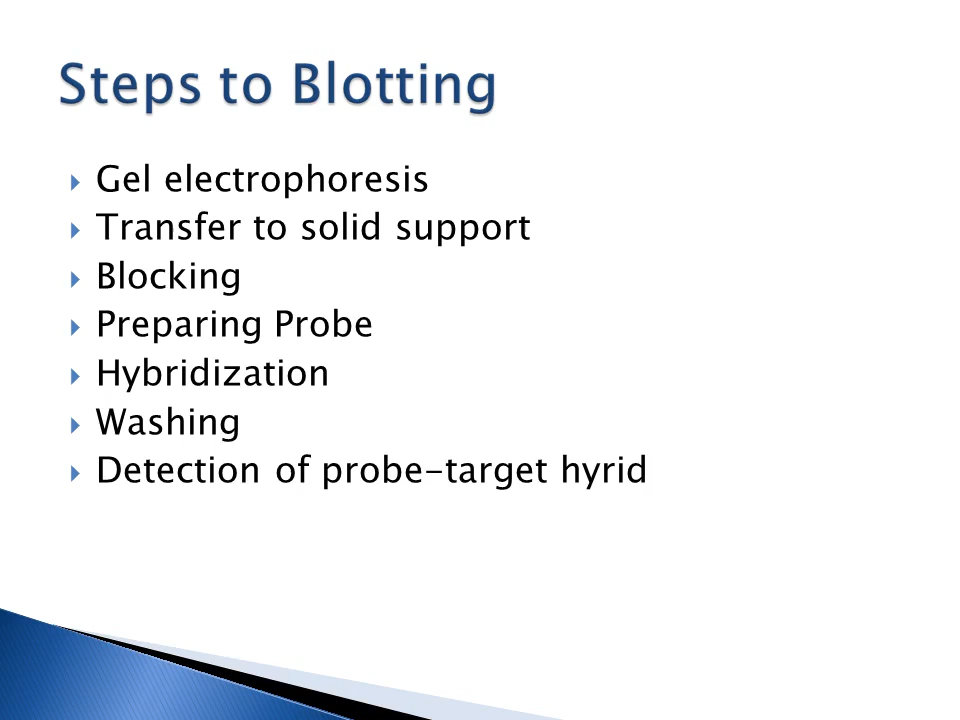 Steps to Blotting
Gel electrophoresis
Transfer to solid support
Blocking
Preparing Probe
Hybridization
Washing
Detection of probe-target hyrid